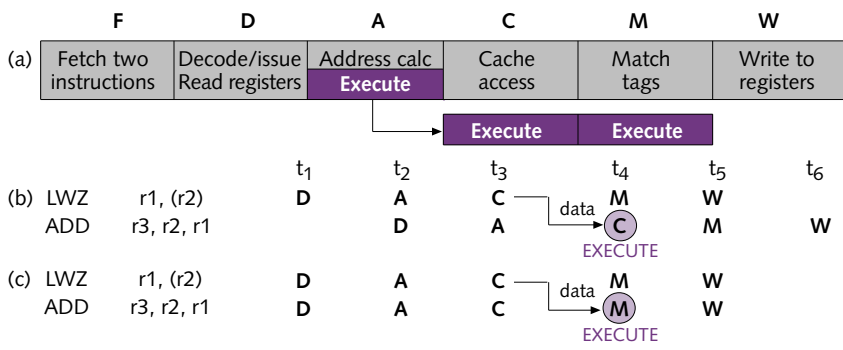 F D A C M W
(a) Fetch two instructions Decode/issue Read registers Address calc Execute Cache access Match tags Write to registers
Execute Execute
t1 t2 t3 t4 t5 t6
(b) LWZ r1, (r2) D A C data M W
ADD r3, r2, r1 D A C M W
EXECUTE
(c) LWZ r1, (r2) D A C data M W
ADD r3, r2, r1 D A C M W
EXECUTE